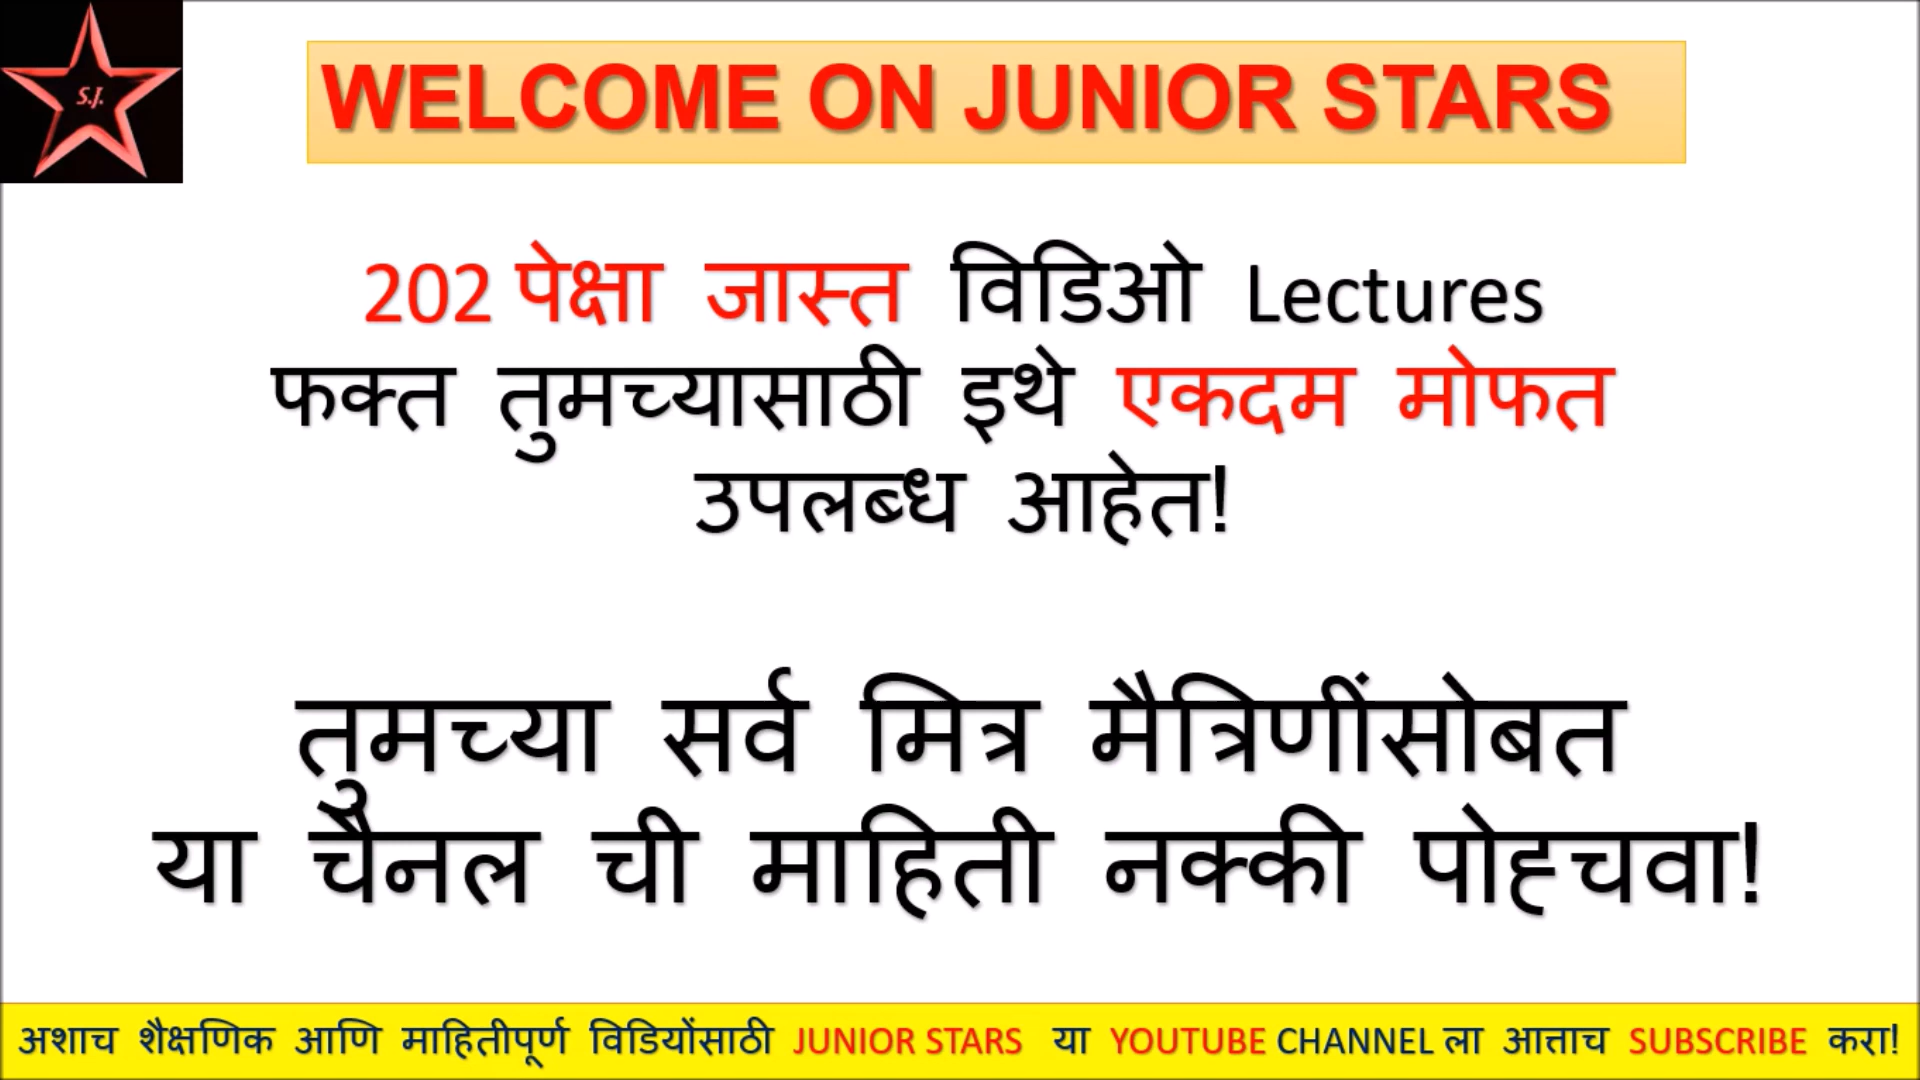 S.J.
WELCOME ON JUNIOR STARS
202 पेक्षा जास्त विडिओ Lectures
फक्त तुमच्यासाठी इथे एकदम मोफत
उपलब्ध आहेत!
तुमच्या सर्व मित्र मैत्रिणींसोबत
या चैनल ची माहिती नक्की पोह्चवा!
अशाच शैक्षणिक आणि माहितीपूर्ण विडियोंसाठी JUNIOR STARS या YOUTUBE CHANNEL ला आत्ताच SUBSCRIBE करा!